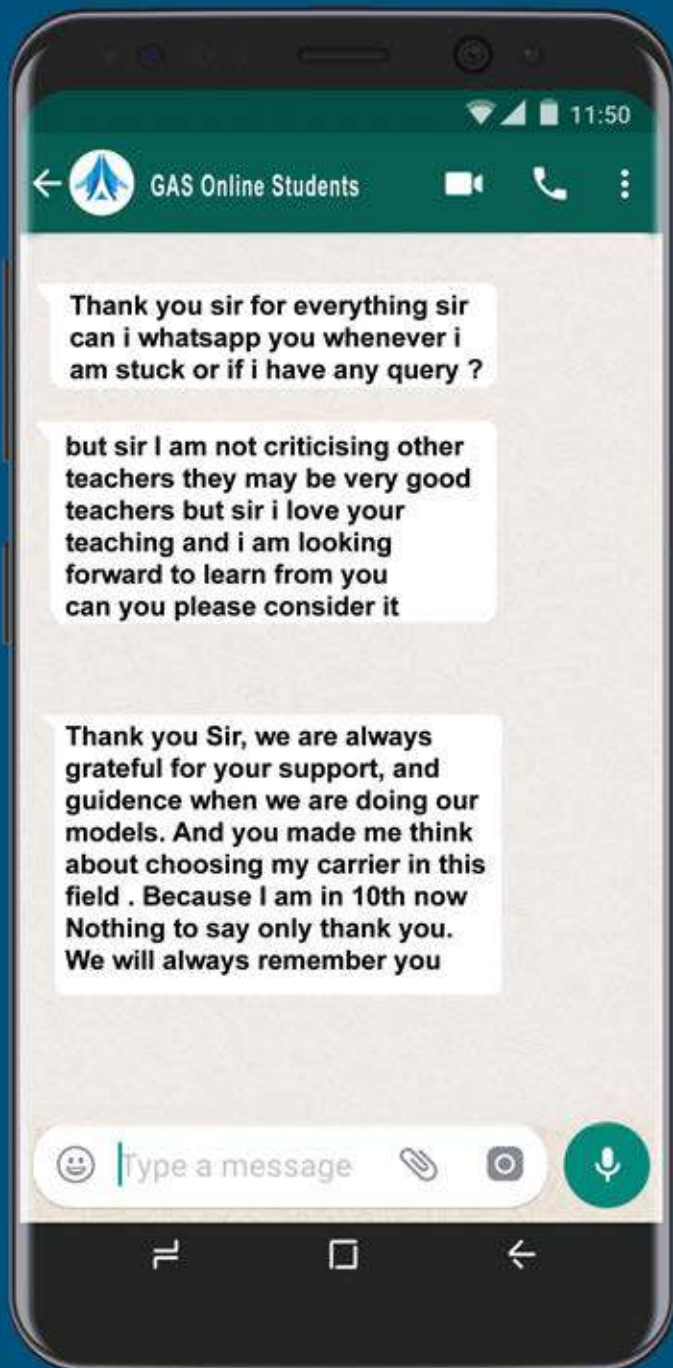 11:50
GAS Online Students
Thank you sir for everything sir
can i whatsapp you whenever i
am stuck or if i have any query ?
but sir I am not criticising other
teachers they may be very good
teachers but sir i love your
teaching and i am looking
forward to learn from you
can you please consider it
Thank you Sir, we are always
grateful for your support, and
guidence when we are doing our
models. And you made me think
about choosing my carrier in this
field . Because I am in 10th now
Nothing to say only thank you.
We will always remember you
Type a message